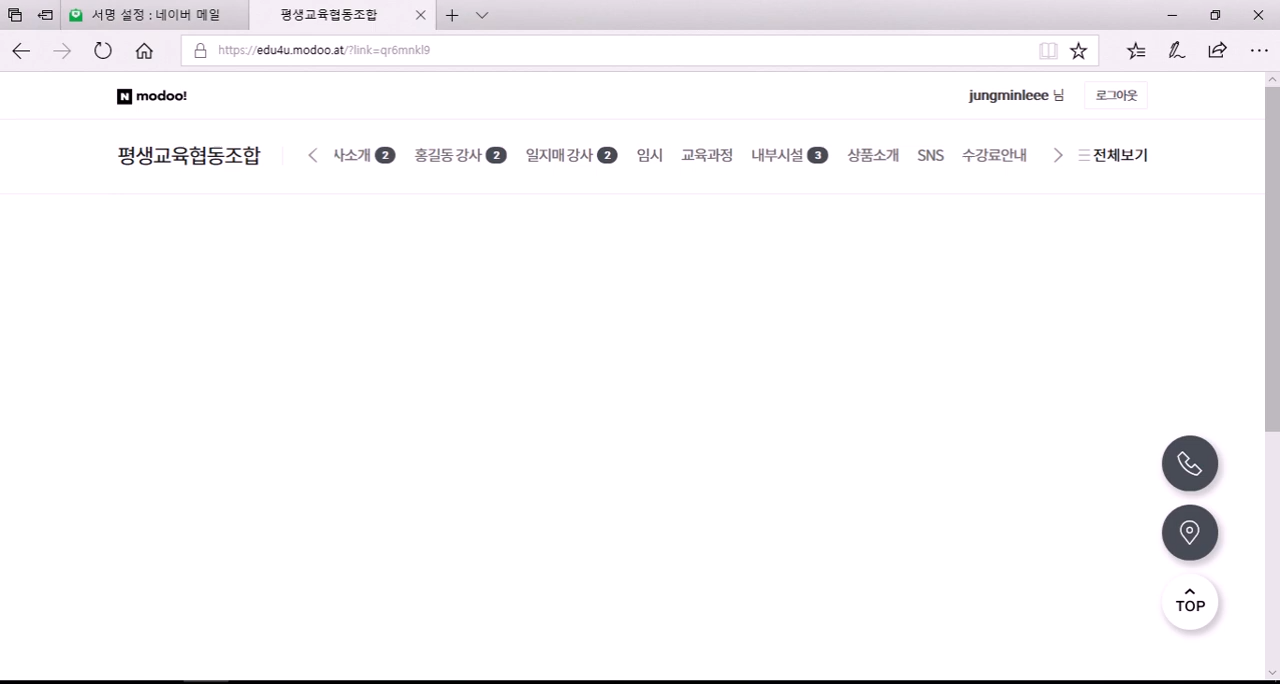 서명 설정 : 네이버 메일
평생교육협동조합
https://edu4u.modoo.at/?link=qr6mnkl9
N modoo!
jungminleee 님
로그아웃
평생교육협동조합
사소개 2 홍길동 강사 2 일지매 강사 2 임시 교육과정 내부시설 3 상품소개 SNS 수강료안내 전체보기
TOP